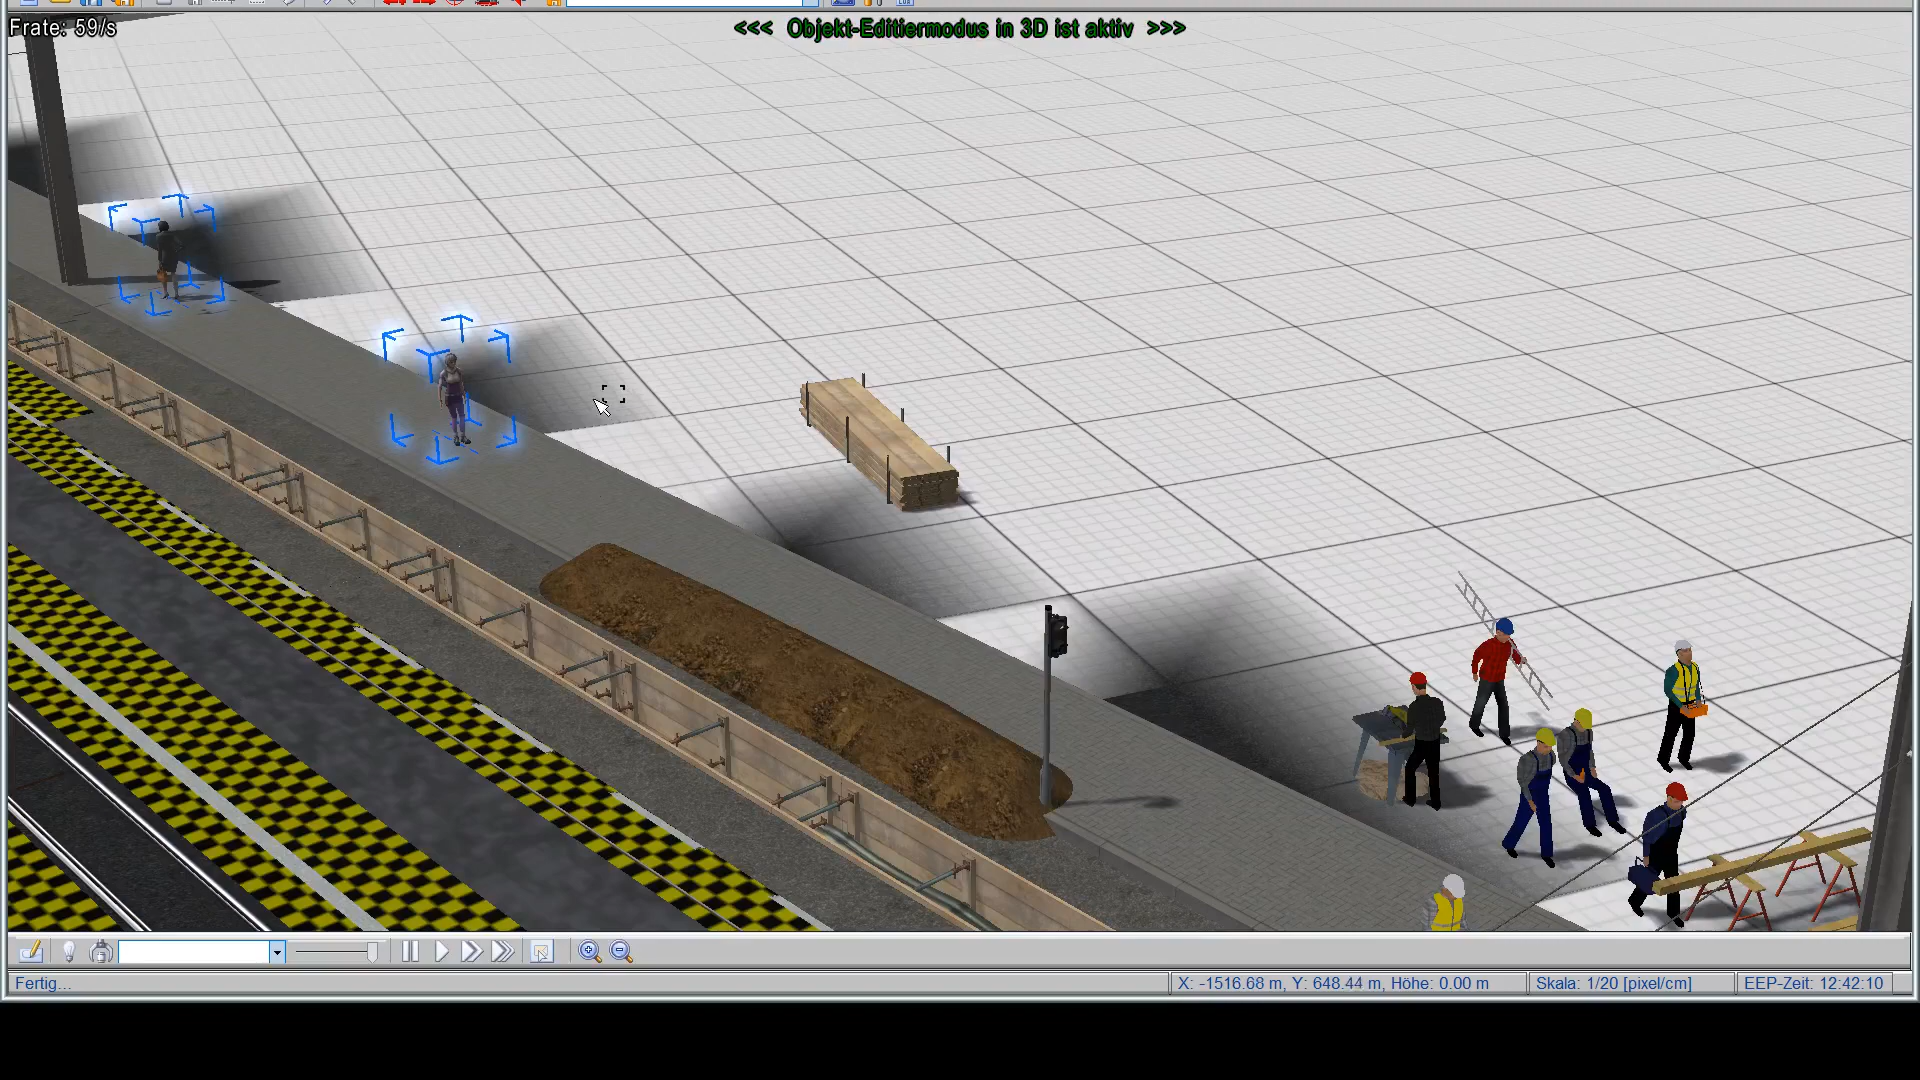 Frate: 59/s
<<< Objekt-Editiermodus in 3D ist aktiv >>>
Fertig...
X: -1516.68 m, Y: 648.44 m, Höhe: 0.00 m
Skala: 1/20 [pixel/cm]
EEP-Zeit: 12:42:10